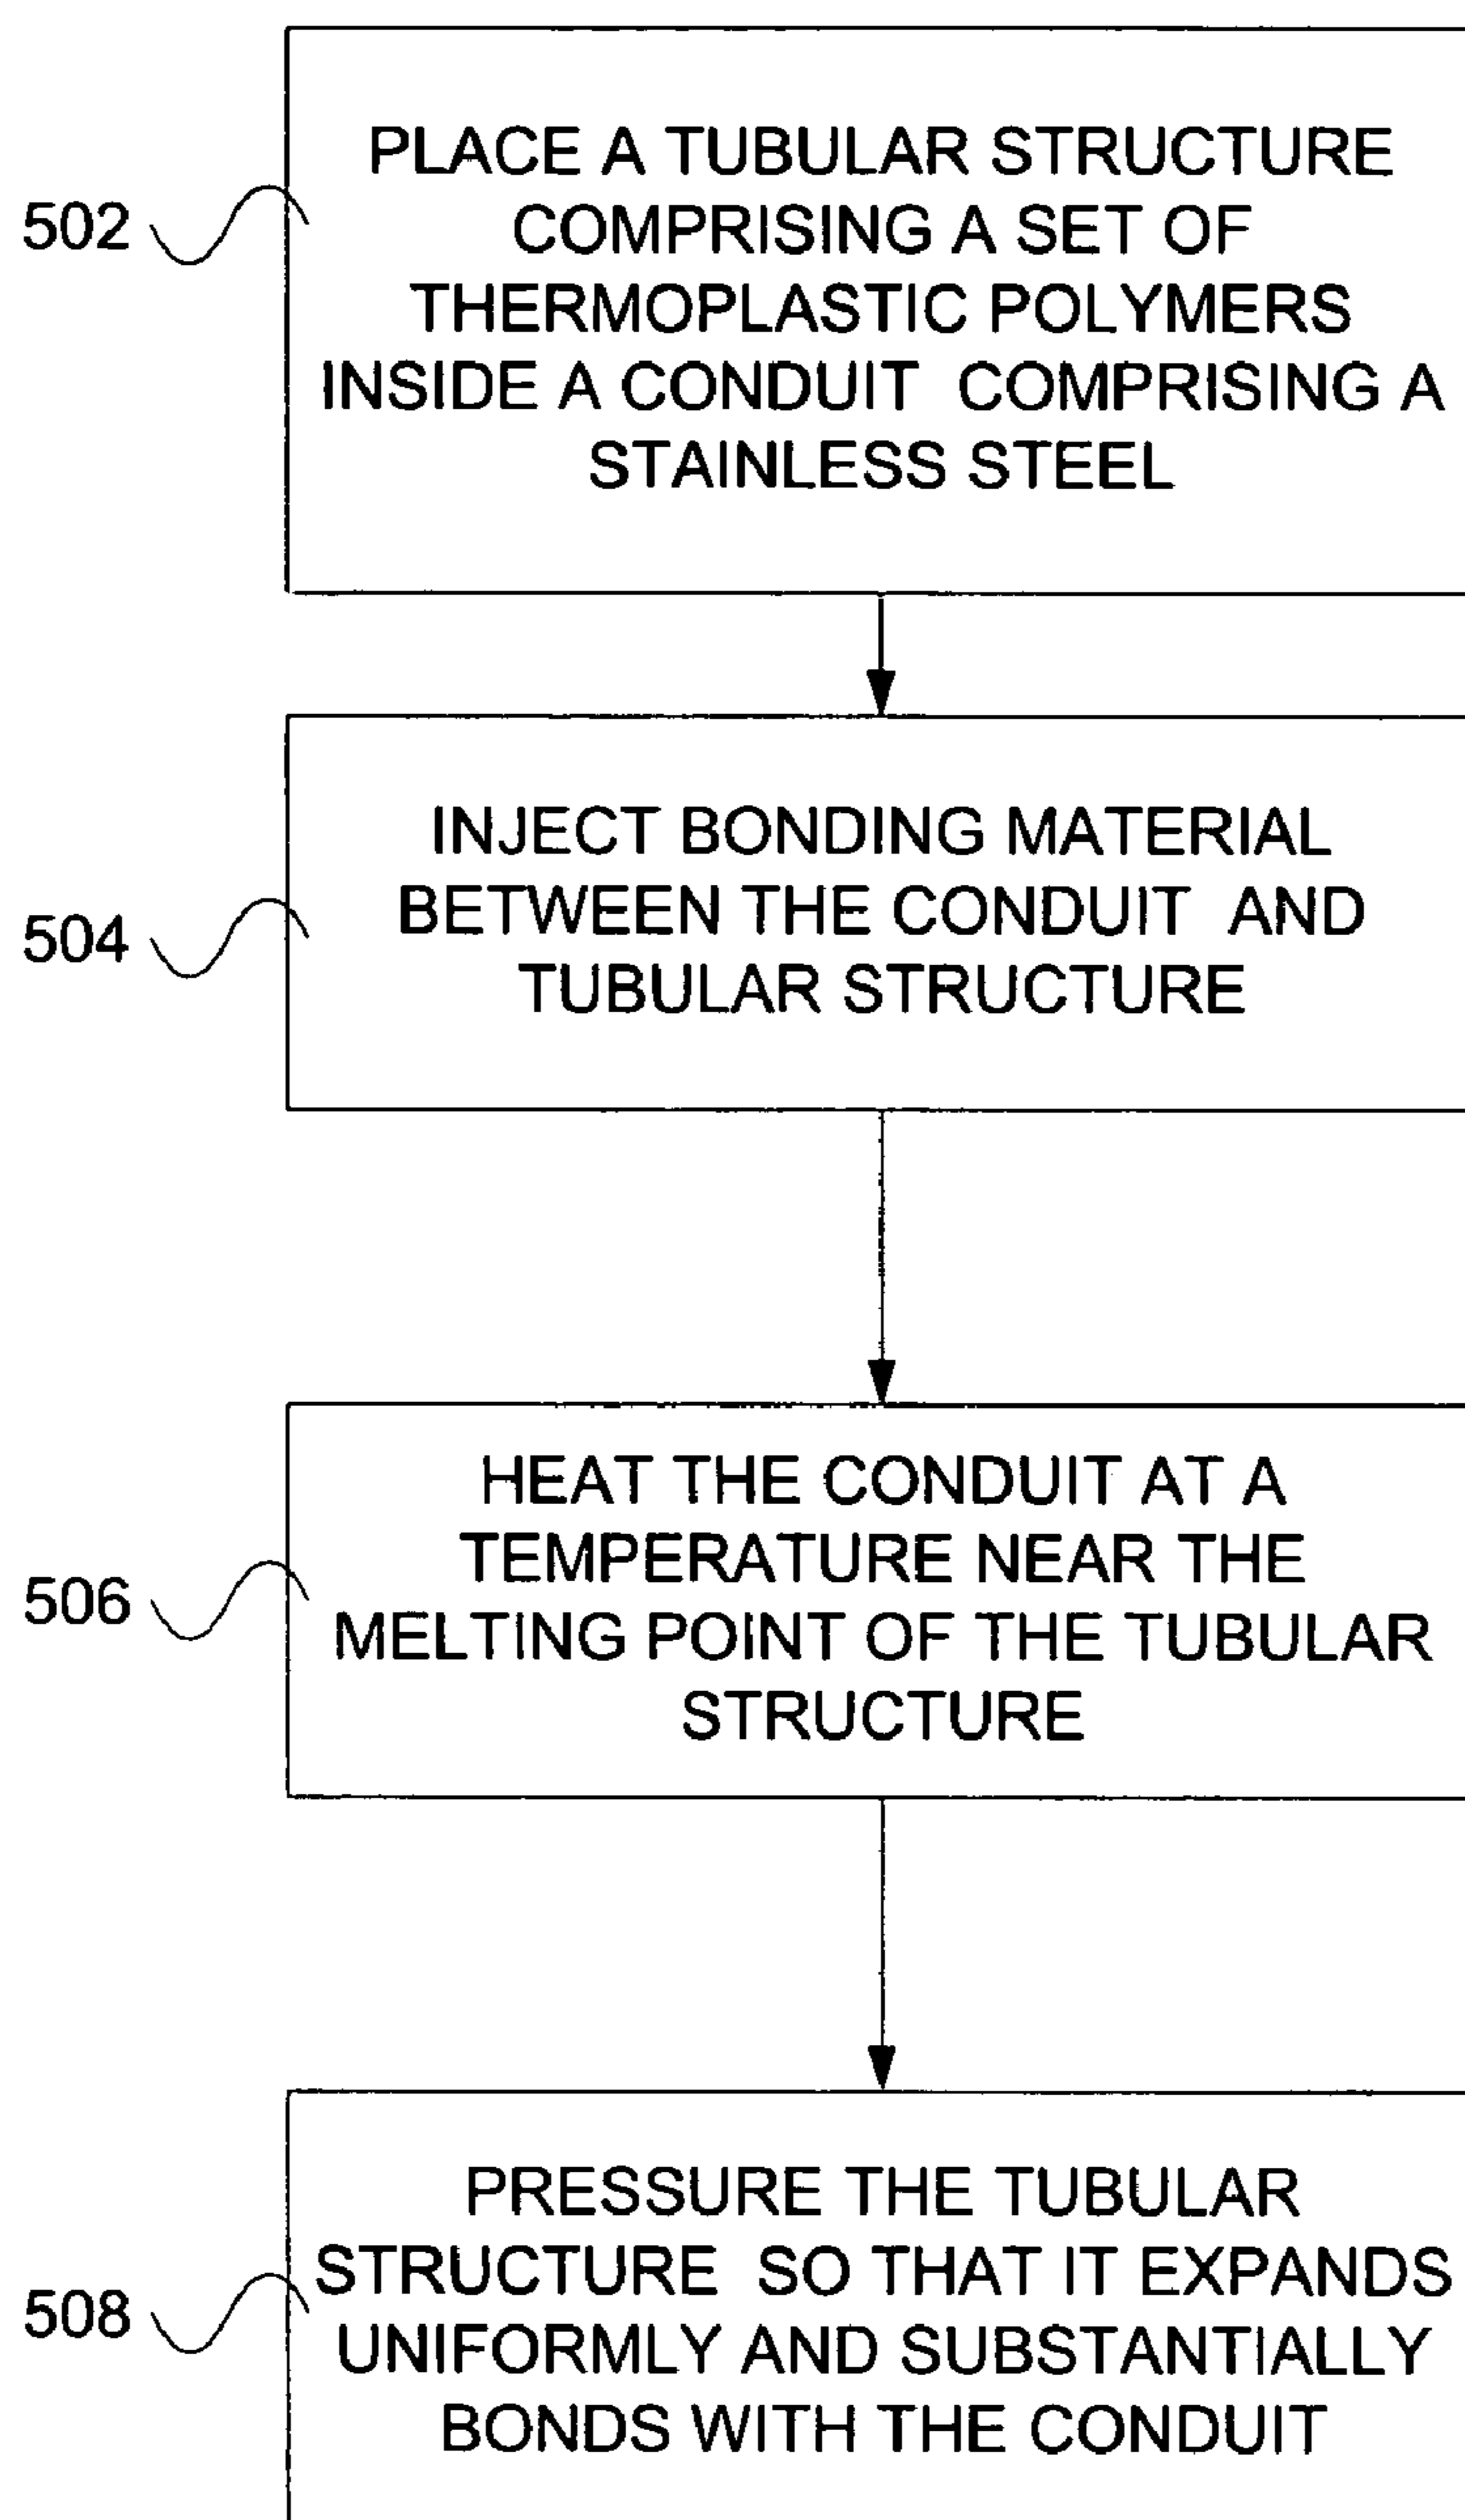 PLACE A TUBULAR STRUCTURE
COMPRISING A SET OF
THERMOPLASTIC POLYMERS
INSIDE A CONDUIT COMPRISING A
STAINLESS STEEL
502
INJECT BONDING MATERIAL
BETWEEN THE CONDUIT AND
TUBULAR STRUCTURE
504
HEAT THE CONDUIT AT A
TEMPERATURE NEAR THE
MELTING POINT OF THE TUBULAR
STRUCTURE
506
PRESSURE THE TUBULAR
STRUCTURE SO THAT IT EXPANDS
UNIFORMLY AND SUBSTANTIALLY
BONDS WITH THE CONDUIT
508